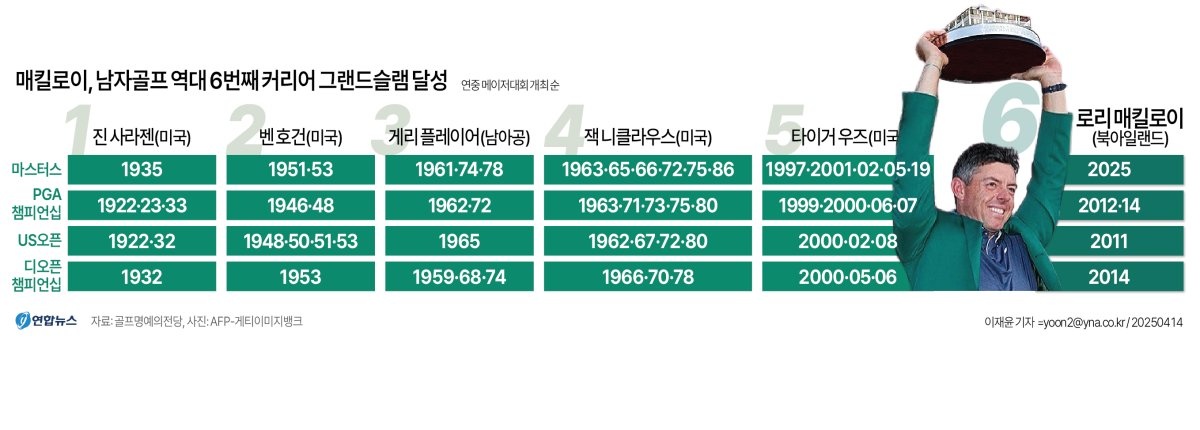 매킬로이, 남자골프 역대 6번째 커리어 그랜드슬램 달성 연중 메이저대회 개최 순
1 2 3 4 5 6
진 사라젠(미국) 벤 호건(미국) 게리 플레이어(남아공) 잭 니클라우스(미국) 타이거 우즈(미국 로리 매킬로이
(북아일랜드)
마스터스 1935 1951·53 1961·74·78 1963·65·66·72·75·86 1997·2001·02·05·19 2025
PGA
챔피언십 1922·23·33 1946·48 1962·72 1963·71·73·75·80 1999·2000·06·07 2012·14
US오픈 1922·32 1948·50·51·53 1965 1962·67·72·80 2000·02·08 2011
디오픈
챔피언십 1932 1953 1959·68·74 1966·70·78 2000·05·06 2014
연합뉴스 자료: 골프명예의전당, 사진: AFP-게티이미지뱅크 이재윤 기자 =yoon2@yna.co.kr / 20250414